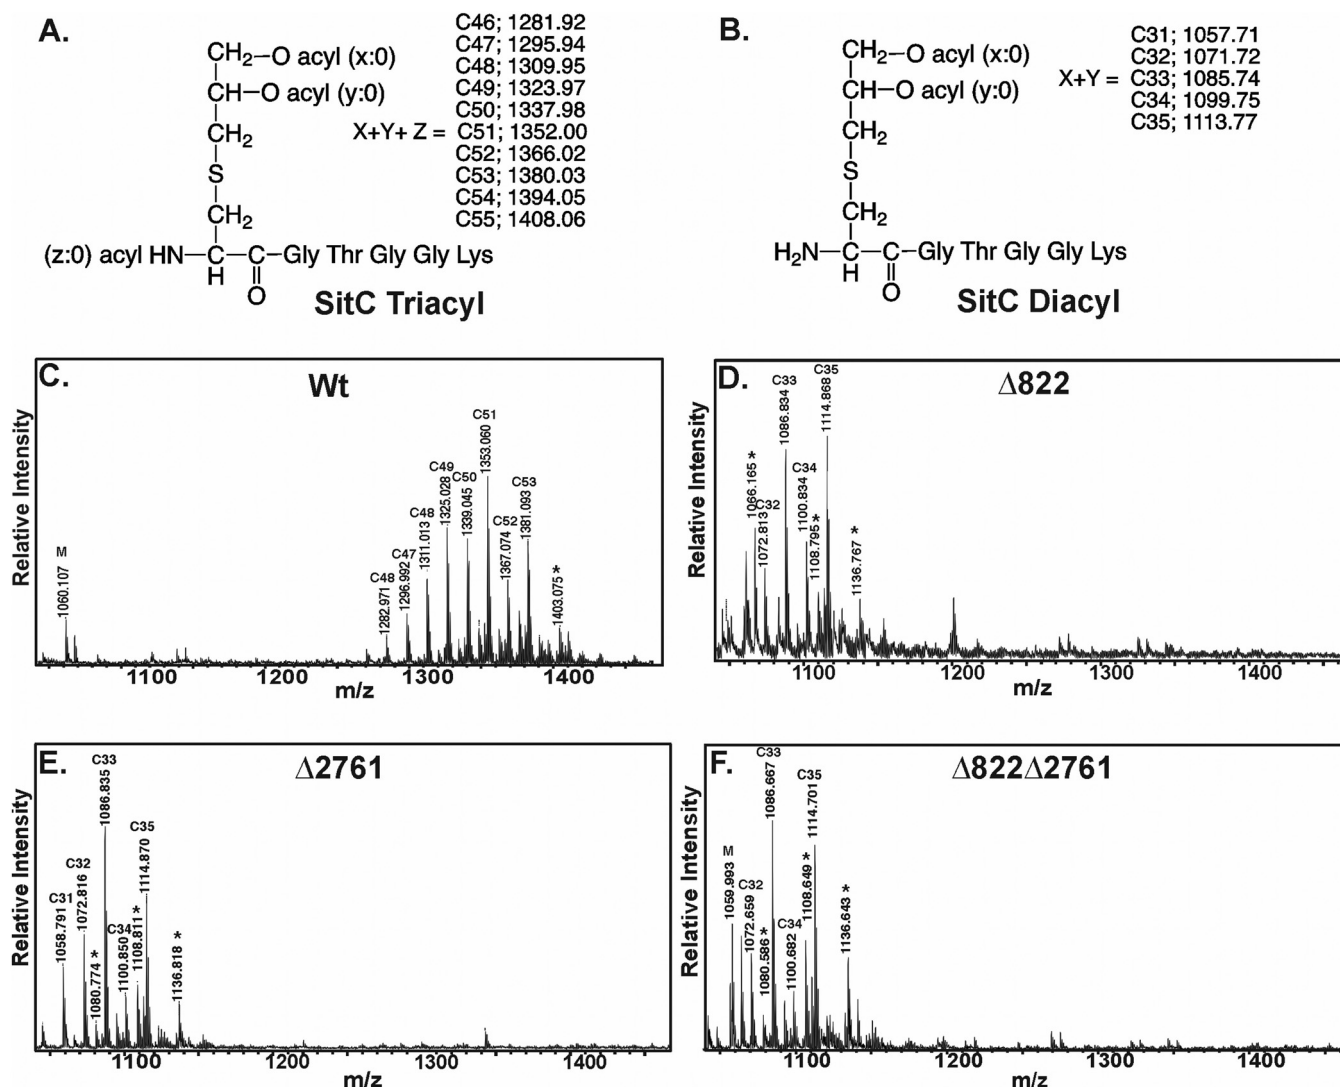 A.
CH2–O acyl (x:0)
CH–O acyl (y:0)
CH2
S
CH2
(z:0) acyl HN–C–C–Gly Thr Gly Gly Lys
H
O
X+Y+ Z =
C46; 1281.92
C47; 1295.94
C48; 1309.95
C49; 1323.97
C50; 1337.98
C51; 1352.00
C52; 1366.02
C53; 1380.03
C54; 1394.05
C55; 1408.06
SitC Triacyl
B.
CH2–O acyl (x:0)
CH–O acyl (y:0)
CH2
S
CH2
H2N–C–C–Gly Thr Gly Gly Lys
H
O
X+Y =
C31; 1057.71
C32; 1071.72
C33; 1085.74
C34; 1099.75
C35; 1113.77
SitC Diacyl
C.
Wt
Relative Intensity
M
1060.107
C48
1282.971
C47
1296.992
C48
1311.013
C49
1325.028
C50
1339.045
C51
1353.060
C52
1367.074
C53
1381.093
1403.075 *
1100 1200 1300 1400
m/z
D.
Δ822
Relative Intensity
1066.165 *
C32
1072.813
C33
1086.834
C34
1100.834
1108.795 *
C35
1114.868
1136.767 *
1100 1200 1300 1400
m/z
E.
Δ2761
Relative Intensity
C31
1058.791
C32
1072.816
1080.774 *
C33
1086.835
C34
1100.850
1108.811 *
C35
1114.870
1136.818 *
1100 1200 1300 1400
m/z
F.
Δ822Δ2761
Relative Intensity
M
1059.993
C32
1072.659
1080.586 *
C33
1086.667
C34
1100.682
1108.649 *
C35
1114.701
1136.643 *
1100 1200 1300 1400
m/z